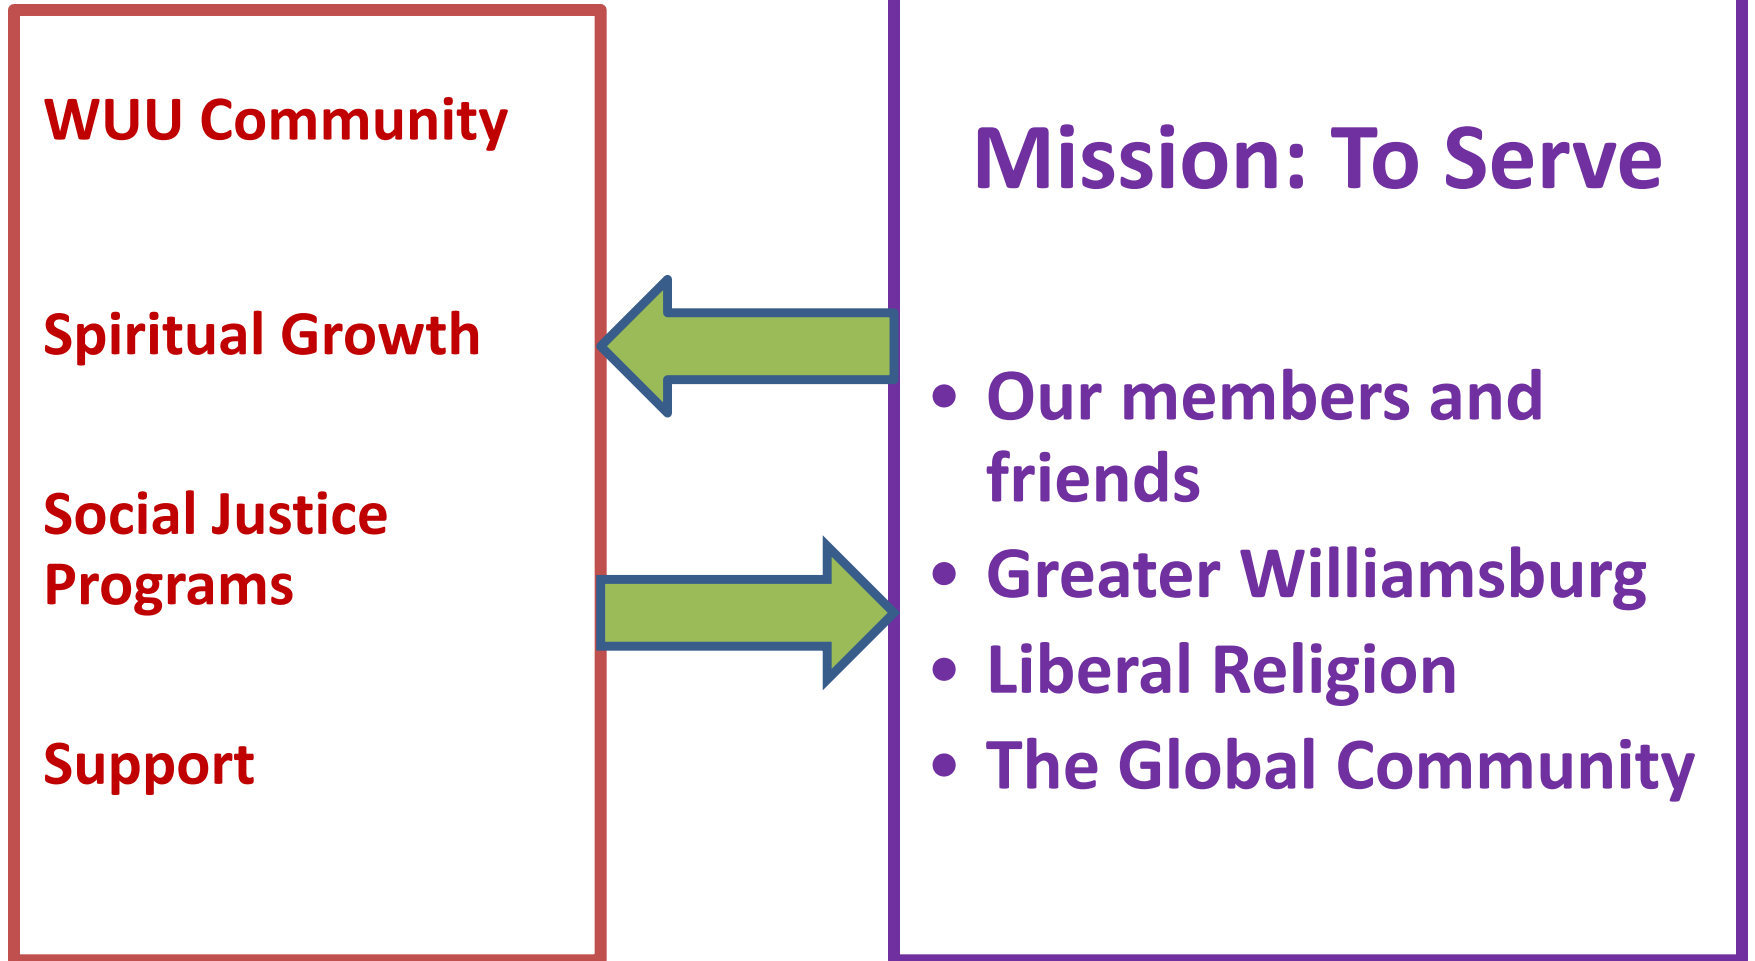 WUU Community
Spiritual Growth
Social Justice
Programs
Support
Mission: To Serve
• Our members and
friends
• Greater Williamsburg
• Liberal Religion
• The Global Community